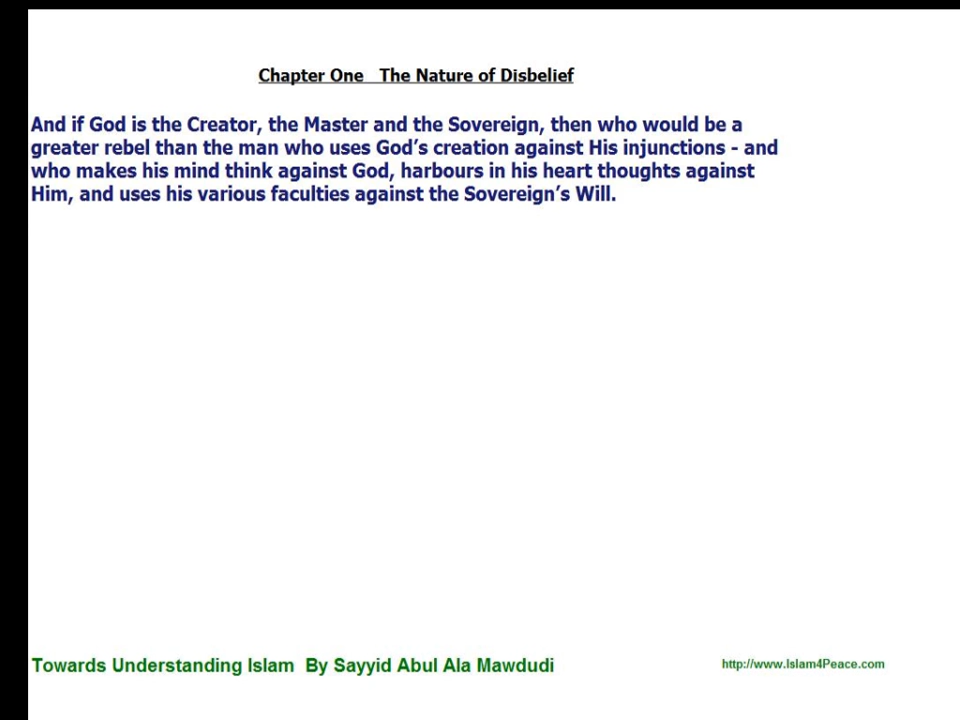 Chapter One The Nature of Disbelief
And if God is the Creator, the Master and the Sovereign, then who would be a
greater rebel than the man who uses God’s creation against His injunctions - and
who makes his mind think against God, harbours in his heart thoughts against
Him, and uses his various faculties against the Sovereign’s Will.
Towards Understanding Islam By Sayyid Abul Ala Mawdudi
http://www.Islam4Peace.com